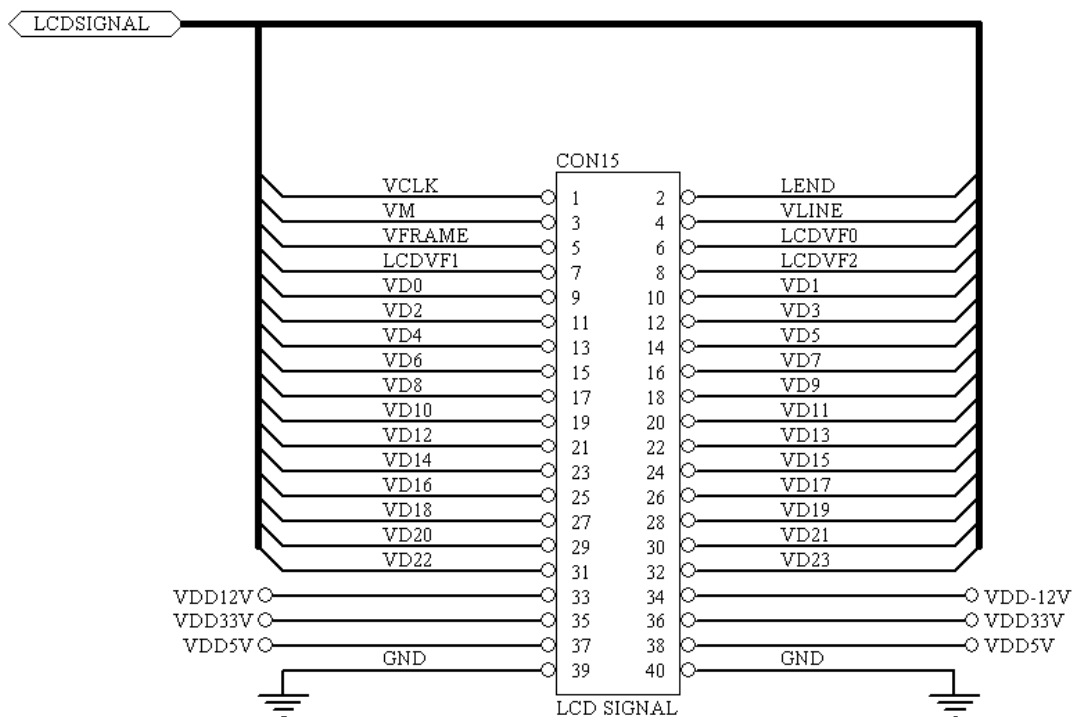 LCDSIGNAL
CON15
VCLK 1 2 LEND
VM 3 4 VLINE
VFRAME 5 6 LCDVF0
LCDVF1 7 8 LCDVF2
VD0 9 10 VD1
VD2 11 12 VD3
VD4 13 14 VD5
VD6 15 16 VD7
VD8 17 18 VD9
VD10 19 20 VD11
VD12 21 22 VD13
VD14 23 24 VD15
VD16 25 26 VD17
VD18 27 28 VD19
VD20 29 30 VD21
VD22 31 32 VD23
VDD12V 33 34 VDD-12V
VDD33V 35 36 VDD33V
VDD5V 37 38 VDD5V
GND 39 40 GND
LCD SIGNAL